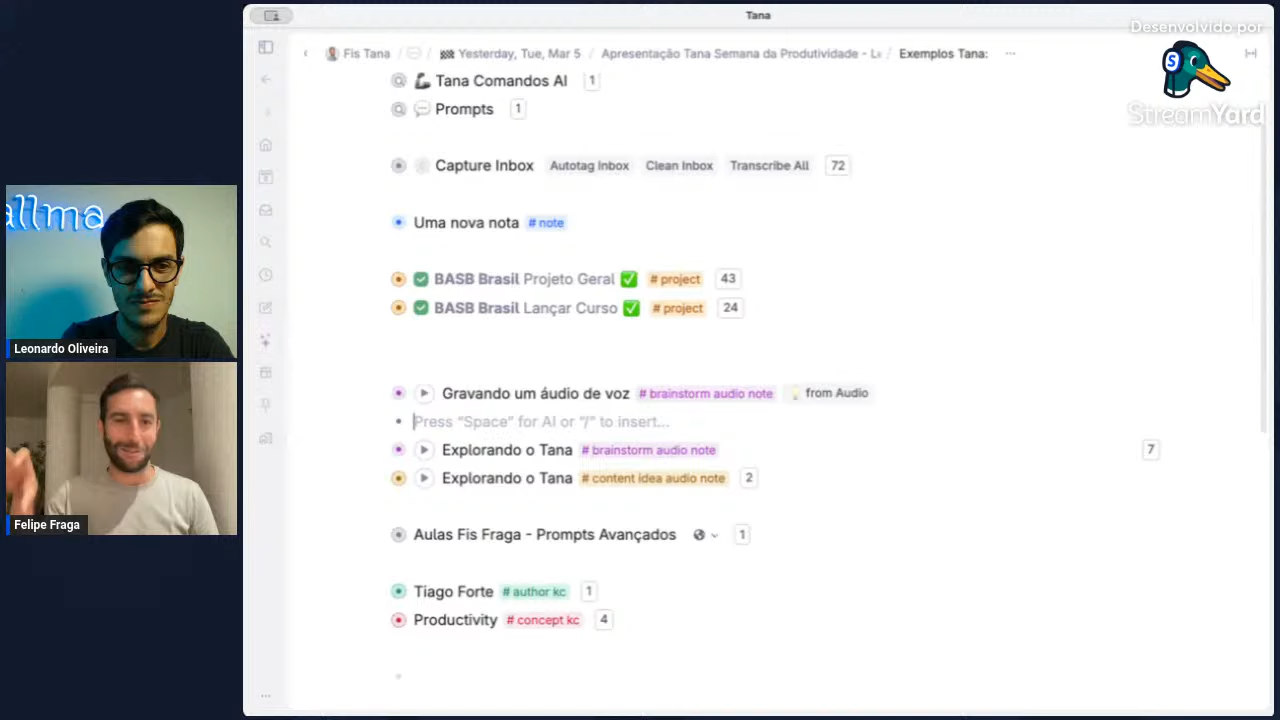 Tana
Desenvolvido por
StreamYard
Fis Tana / / Yesterday, Tue, Mar 5 / Apresentação Tana Semana da Produtividade - L / Exemplos Tana: ...
Tana Comandos AI 1
Prompts 1
Capture Inbox Autotag Inbox Clean Inbox Transcribe All 72
Uma nova nota # note
BASB Brasil Projeto Geral ✅ # project 43
BASB Brasil Lançar Curso ✅ # project 24
Gravando um áudio de voz # brainstorm audio note from Audio
Press “Space” for AI or “/” to insert...
Explorando o Tana # brainstorm audio note 7
Explorando o Tana # content idea audio note 2
Aulas Fis Fraga - Prompts Avançados 1
Tiago Forte # author kc 1
Productivity # concept kc 4
allma
Leonardo Oliveira
Felipe Fraga